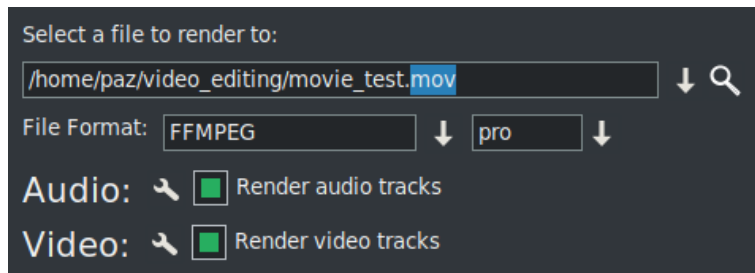 Select a file to render to:
/home/paz/video_editing/movie_test.mov
File Format: FFMPEG pro
Audio: Render audio tracks
Video: Render video tracks